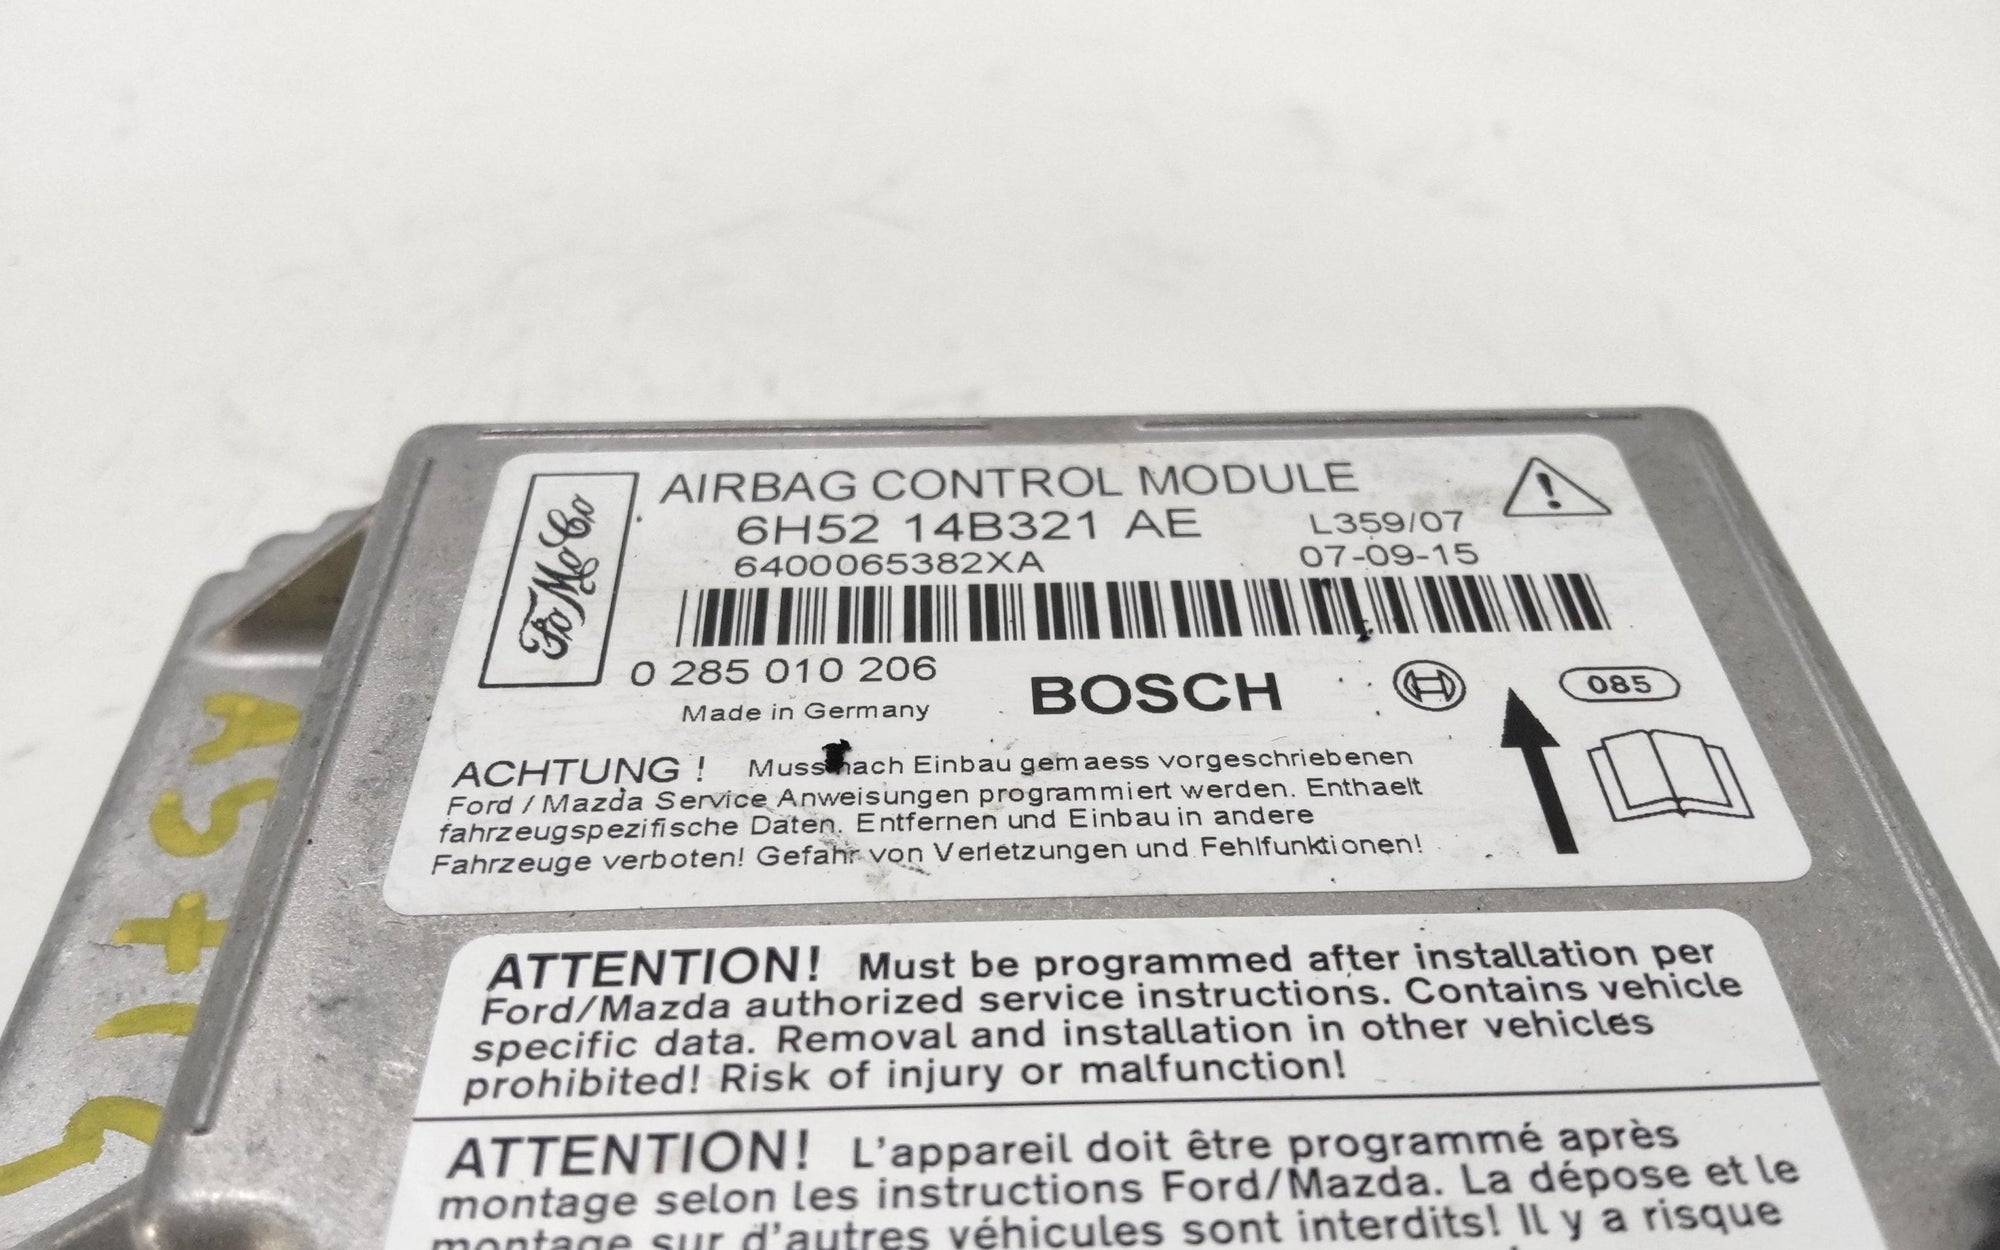 FoMoCo
AIRBAG CONTROL MODULE
6H52 14B321 AE
L359/07
6400065382XA
07-09-15
0 285 010 206
Made in Germany
BOSCH
085
ACHTUNG ! Muss nach Einbau gemaess vorgeschriebenen
Ford / Mazda Service Anweisungen programmiert werden. Enthaelt
fahrzeugspezifische Daten. Entfernen und Einbau in andere
Fahrzeuge verboten! Gefahr von Verletzungen und Fehlfunktionen!
ATTENTION! Must be programmed after installation per
Ford/Mazda authorized service instructions. Contains vehicle
specific data. Removal and installation in other vehicles
prohibited! Risk of injury or malfunction!
ATTENTION! L'appareil doit être programmé après
montage selon les instructions Ford/Mazda. La dépose et le
montage sur d'autres véhicules sont interdits! Il y a risque